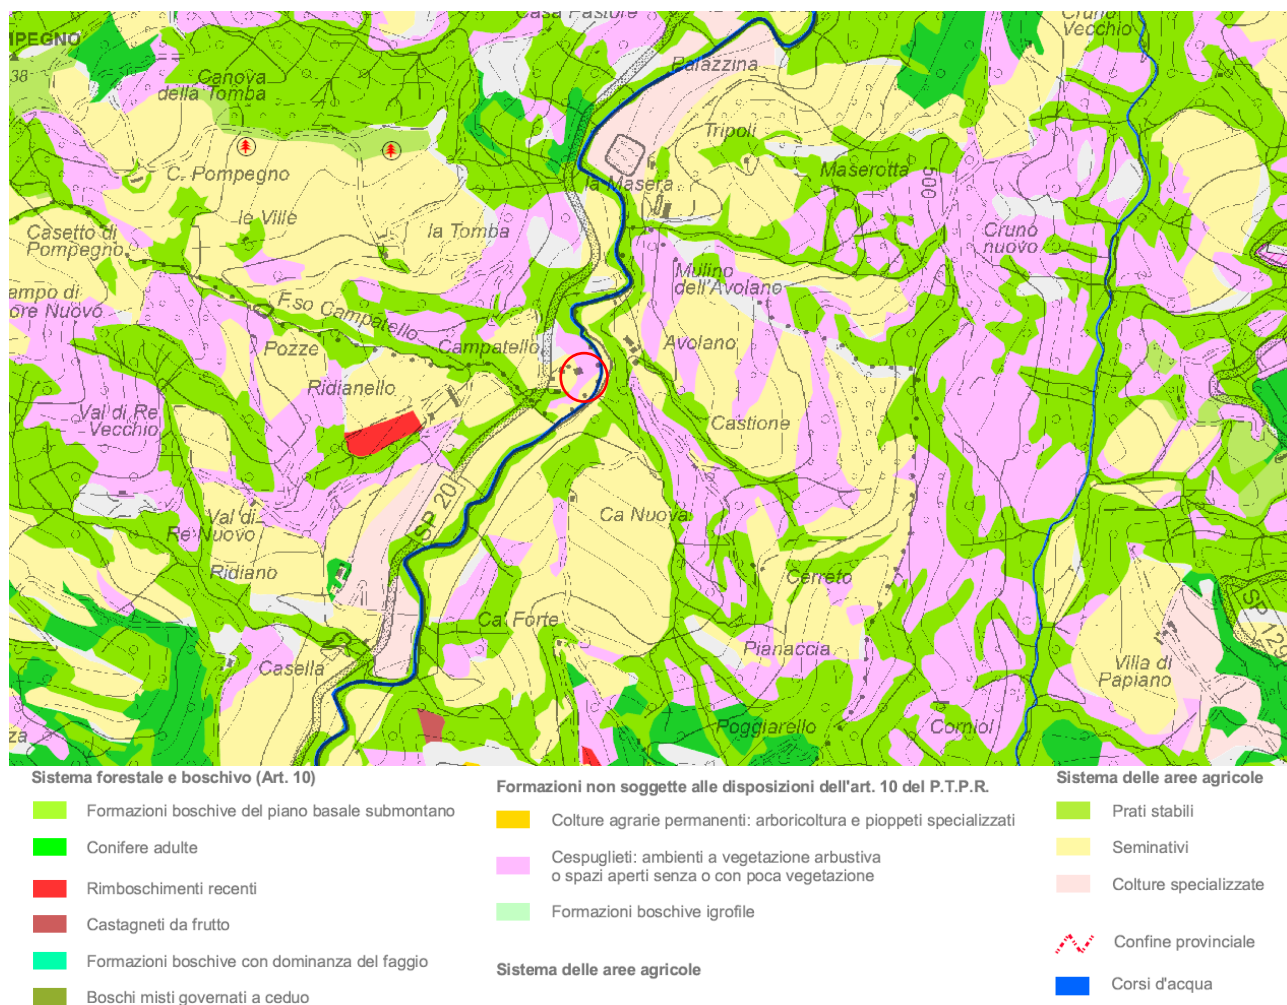 Casa Pastore
Cruno
Vecchio
MPEGNO
38
Canova
della Tomba
Palazzina
Tripoli
C. Pompegno
la Masera
Maserotta
500
le Ville
la Tomba
Casetto di
Pompegno
Cruno
nuovo
Mulino
dell'Avolano
ampo di
ore Nuovo
F.so Campatello
Pozze
Campatello
Avolano
Ridianello
Val di Re
Vecchio
Castione
SP 20
Ca Nuova
Val di
Re Nuovo
Ridiano
Cerreto
SP 129
Ca Forte
Casella
Pianaccia
Villa di
Papiano
Poggiarello
Corniol
za
Sistema forestale e boschivo (Art. 10)
Formazioni boschive del piano basale submontano
Conifere adulte
Rimboschimenti recenti
Castagneti da frutto
Formazioni boschive con dominanza del faggio
Boschi misti governati a ceduo
Formazioni non soggette alle disposizioni dell'art. 10 del P.T.P.R.
Colture agrarie permanenti: arboricoltura e pioppeti specializzati
Cespuglieti: ambienti a vegetazione arbustiva
o spazi aperti senza o con poca vegetazione
Formazioni boschive igrofile
Sistema delle aree agricole
Sistema delle aree agricole
Prati stabili
Seminativi
Colture specializzate
Confine provinciale
Corsi d'acqua